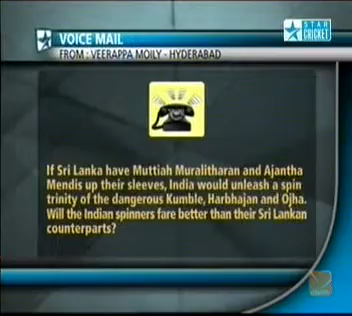 VOICE MAIL
STAR
CRICKET
FROM : VEERAPPA MOILY - HYDERABAD
If Sri Lanka have Muttiah Muralitharan and Ajantha
Mendis up their sleeves, India would unleash a spin
trinity of the dangerous Kumble, Harbhajan and Ojha.
Will the Indian spinners fare better than their Sri Lankan
counterparts?